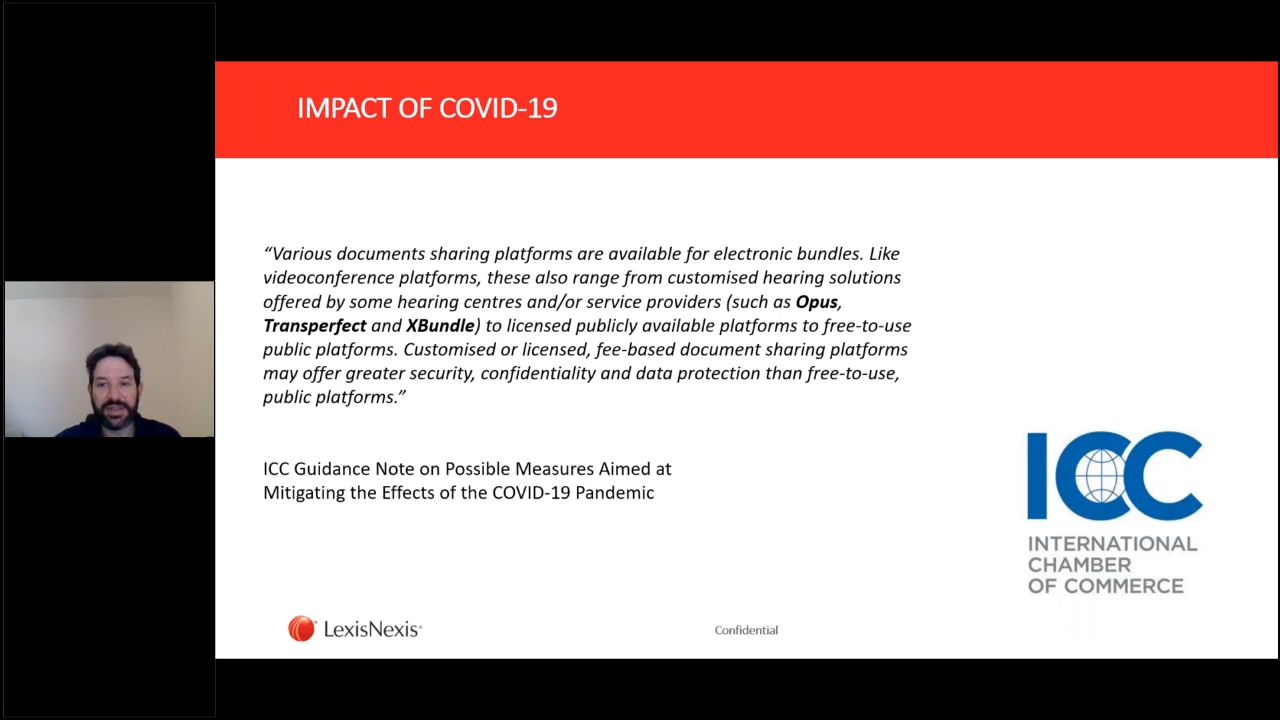 IMPACT OF COVID-19
“Various documents sharing platforms are available for electronic bundles. Like
videoconference platforms, these also range from customised hearing solutions
offered by some hearing centres and/or service providers (such as Opus,
Transperfect and XBundle) to licensed publicly available platforms to free-to-use
public platforms. Customised or licensed, fee-based document sharing platforms
may offer greater security, confidentiality and data protection than free-to-use,
public platforms.”
ICC Guidance Note on Possible Measures Aimed at
Mitigating the Effects of the COVID-19 Pandemic
ICC
INTERNATIONAL
CHAMBER
OF COMMERCE
LexisNexis®
Confidential